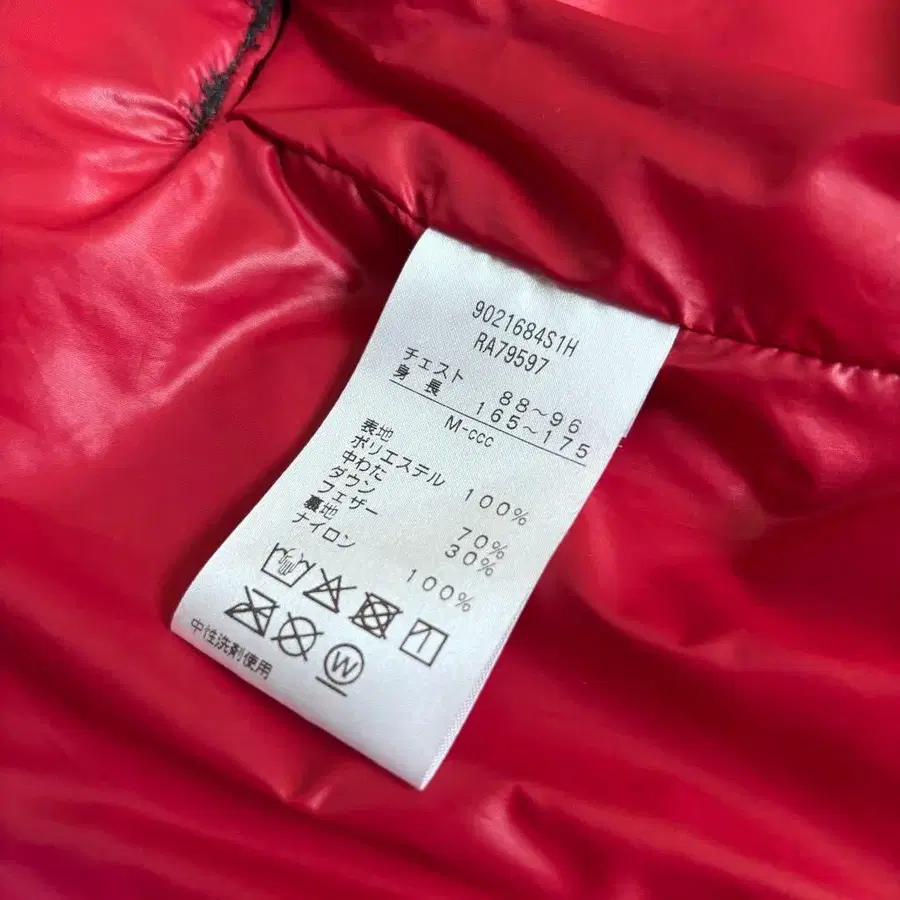 9021684S1H
RA79597
チェスト 88～96
身長 165～175
M-ccc
表地
ポリエステル 100%
中わた
ダウン 70%
フェザー 30%
裏地
ナイロン 100%
W
中性洗剤使用